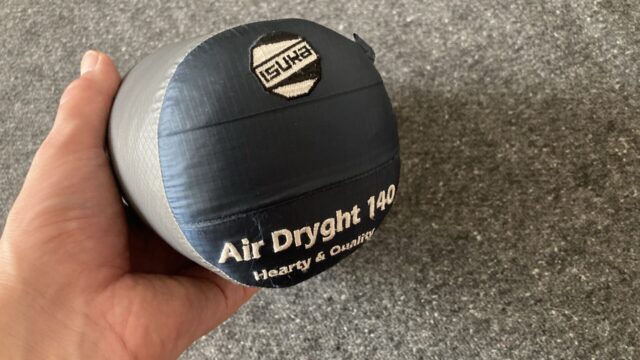 ISUKA
Air Dryght 140
Hearty & Quality